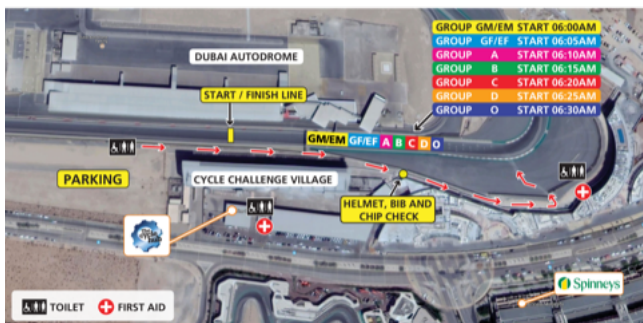 GROUP GM/EM START 06:00AM
GROUP GF/EF START 06:05AM
GROUP A START 06:10AM
GROUP B START 06:15AM
GROUP C START 06:20AM
GROUP D START 06:25AM
GROUP O START 06:30AM
DUBAI AUTODROME
START / FINISH LINE
GM/EM GF/EF A B C D O
PARKING
CYCLE CHALLENGE VILLAGE
HELMET, BIB AND
CHIP CHECK
Spinneys
TOILET
FIRST AID